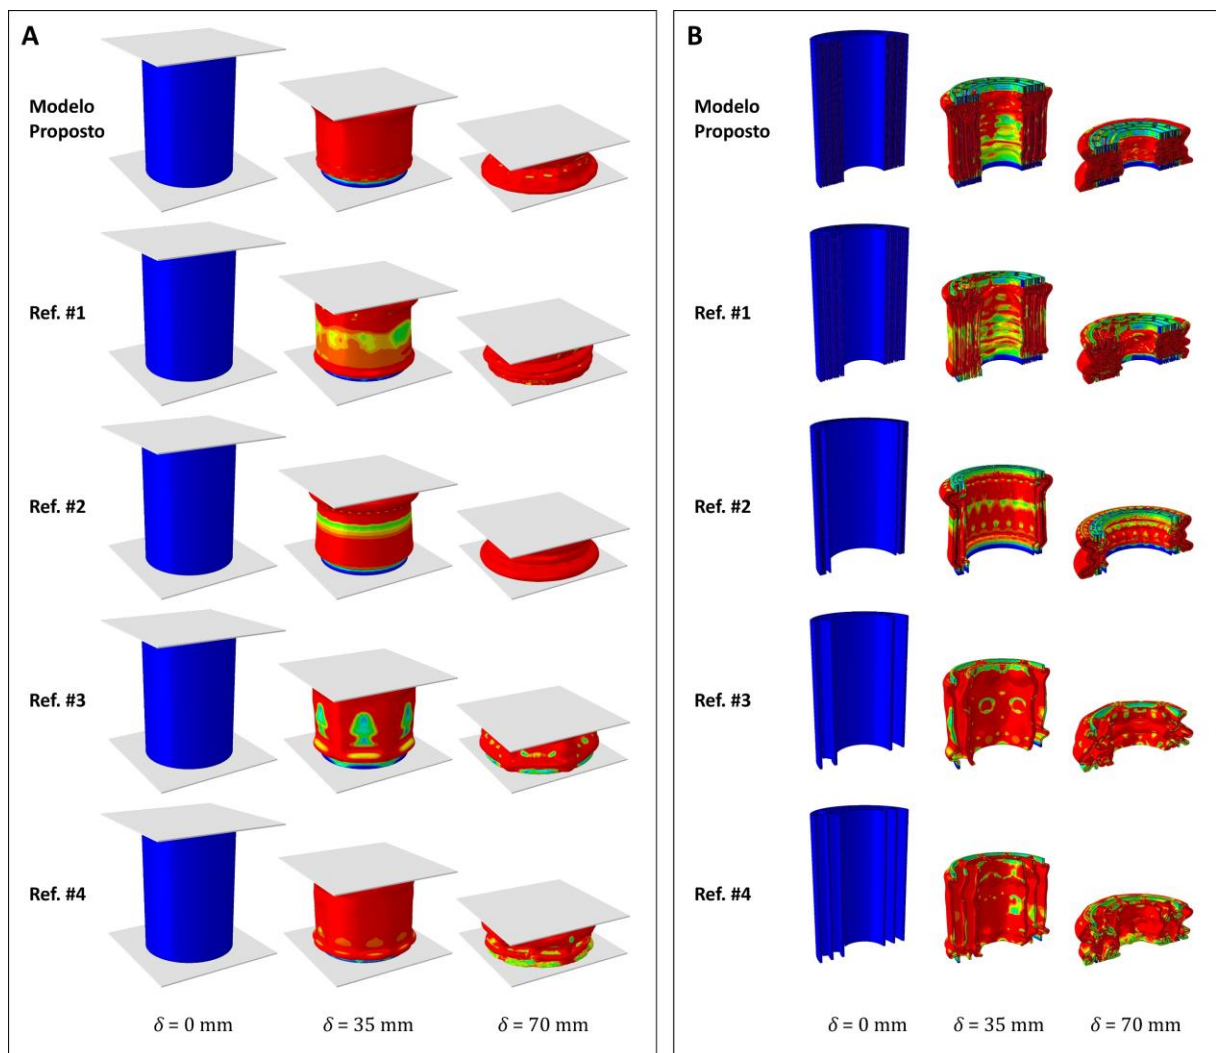 A
Modelo
Proposto
Ref. #1
Ref. #2
Ref. #3
Ref. #4
δ = 0 mm
δ = 35 mm
δ = 70 mm
B
Modelo
Proposto
Ref. #1
Ref. #2
Ref. #3
Ref. #4
δ = 0 mm
δ = 35 mm
δ = 70 mm